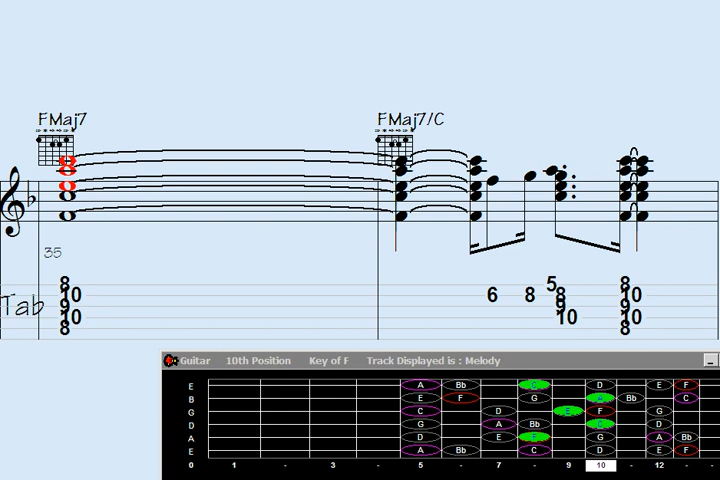 FMaj7 FMaj7/C
35
8 8
10 5 10
6 8 8
9 9 9
Tab
10 10 10
8 8
Guitar 10th Position Key of F Track Displayed is : Melody
E A Bb D E F
B E F G A Bb C
G C D E F G
D G A Bb C D
A D E F G A Bb
E A Bb C D E F
0 1 - 3 - 5 - 7 - 9 10 - 12 - -